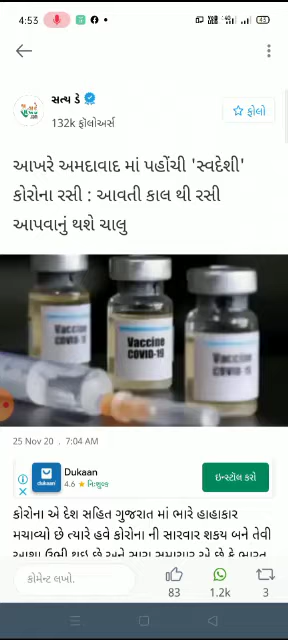 4:53
43
સત્ય ડે
132k ફોલોઅર્સ
ફોલો
આખરે અમદાવાદ માં પહોંચી 'સ્વદેશી'
કોરોના રસી : આવતી કાલ થી રસી
આપવાનું થશે ચાલુ
Vaccine
COVID-19
Vaccine
COVID-19
Vaccine
COVID-19
25 Nov 20 . 7:04 AM
Dukaan
4.6 ★ નિઃશુલ્ક
ઇન્સ્ટૉલ કરો
કોરોના એ દેશ સહિત ગુજરાત માં ભારે હાહાકાર
મચાવ્યો છે ત્યારે હવે કોરોના ની સારવાર શકય બને તેવી
કોમેન્ટ લખો.
83
1.2k
3